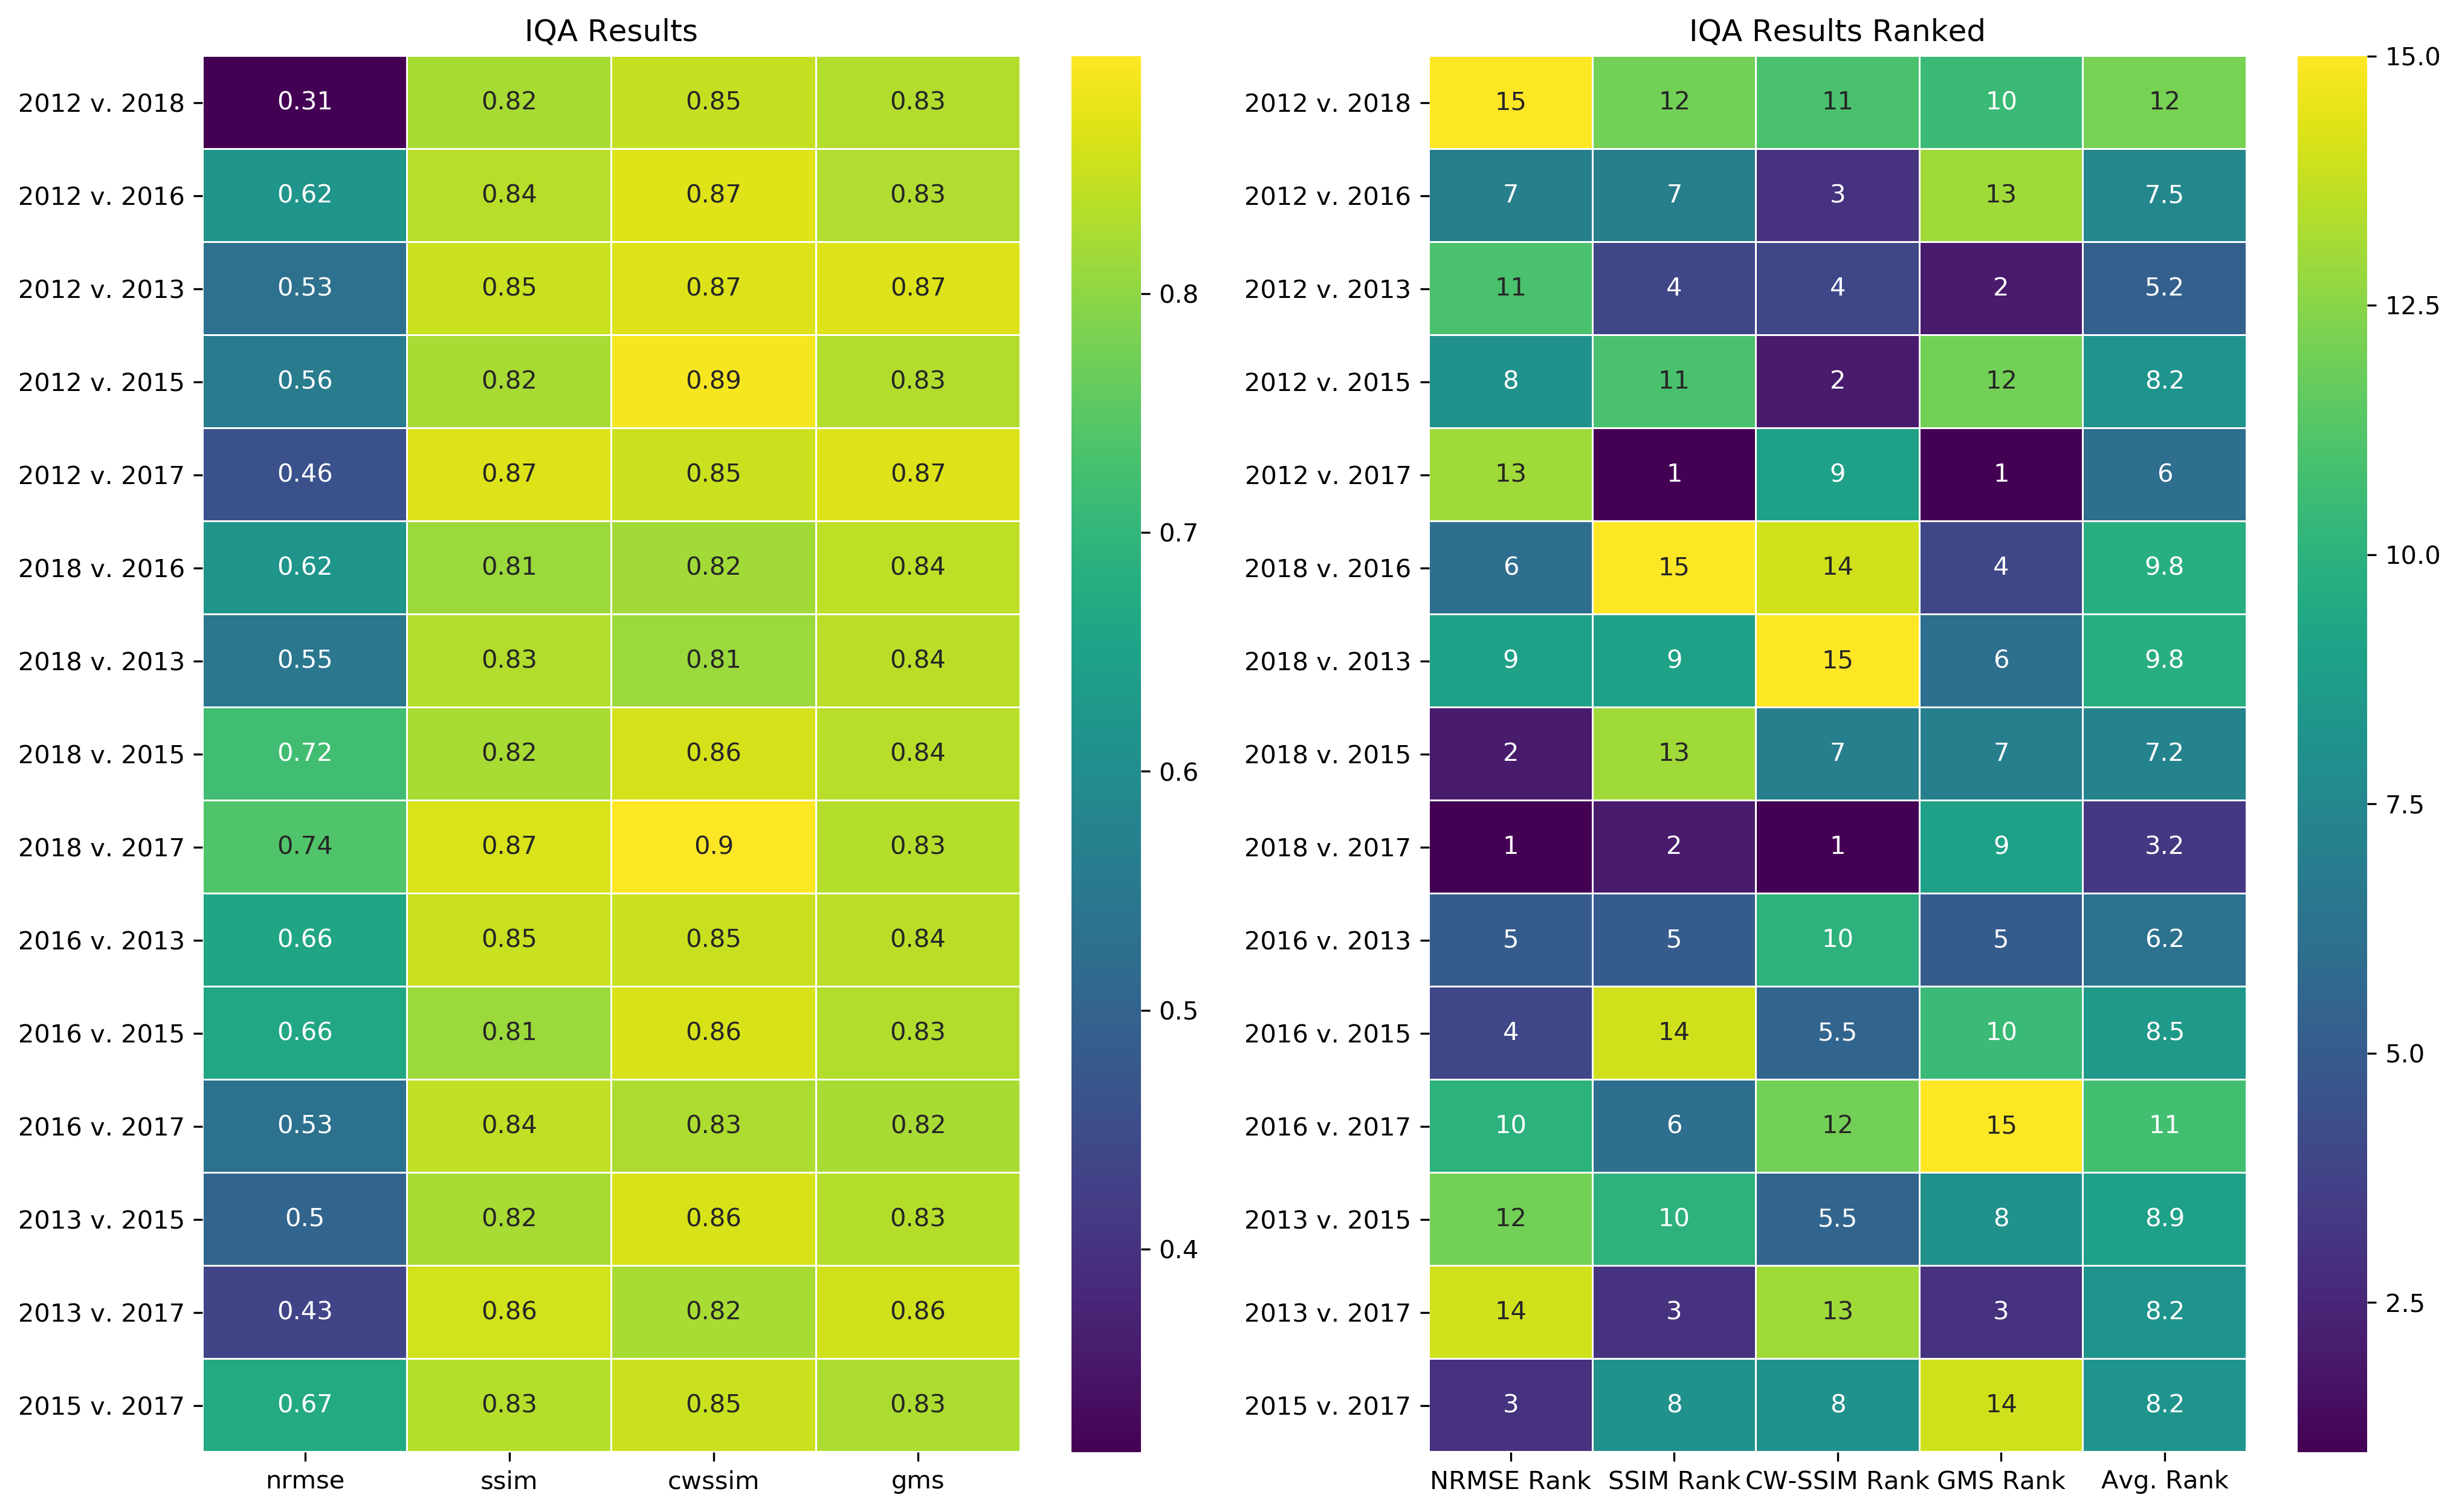 IQA Results
2012 v. 2018 0.31 0.82 0.85 0.83
2012 v. 2016 0.62 0.84 0.87 0.83
2012 v. 2013 0.53 0.85 0.87 0.87
2012 v. 2015 0.56 0.82 0.89 0.83
2012 v. 2017 0.46 0.87 0.85 0.87
2018 v. 2016 0.62 0.81 0.82 0.84
2018 v. 2013 0.55 0.83 0.81 0.84
2018 v. 2015 0.72 0.82 0.86 0.84
2018 v. 2017 0.74 0.87 0.9 0.83
2016 v. 2013 0.66 0.85 0.85 0.84
2016 v. 2015 0.66 0.81 0.86 0.83
2016 v. 2017 0.53 0.84 0.83 0.82
2013 v. 2015 0.5 0.82 0.86 0.83
2013 v. 2017 0.43 0.86 0.82 0.86
2015 v. 2017 0.67 0.83 0.85 0.83
nrmse ssim cwssim gms
0.8
0.7
0.6
0.5
0.4
IQA Results Ranked
2012 v. 2018 15 12 11 10 12
2012 v. 2016 7 7 3 13 7.5
2012 v. 2013 11 4 4 2 5.2
2012 v. 2015 8 11 2 12 8.2
2012 v. 2017 13 1 9 1 6
2018 v. 2016 6 15 14 4 9.8
2018 v. 2013 9 9 15 6 9.8
2018 v. 2015 2 13 7 7 7.2
2018 v. 2017 1 2 1 9 3.2
2016 v. 2013 5 5 10 5 6.2
2016 v. 2015 4 14 5.5 10 8.5
2016 v. 2017 10 6 12 15 11
2013 v. 2015 12 10 5.5 8 8.9
2013 v. 2017 14 3 13 3 8.2
2015 v. 2017 3 8 8 14 8.2
NRMSE Rank SSIM Rank CW-SSIM Rank GMS Rank Avg. Rank
15.0
12.5
10.0
7.5
5.0
2.5